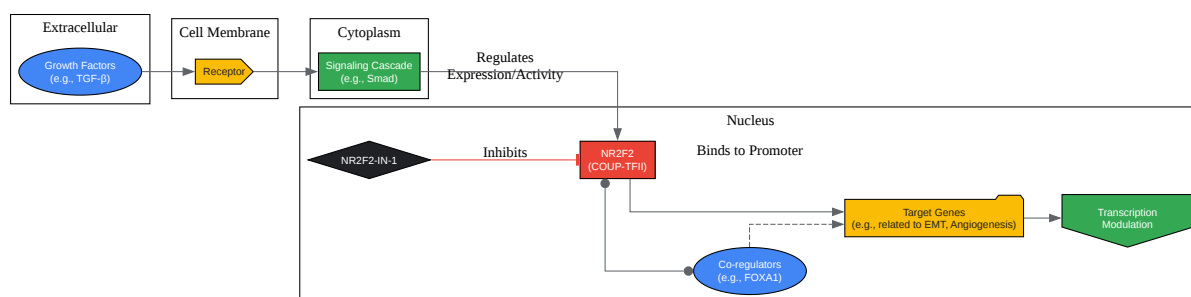 Extracellular
Cell Membrane
Cytoplasm
Growth Factors
(e.g., TGF-β)
Receptor
Signaling Cascade
(e.g., Smad)
Regulates
Expression/Activity
Nucleus
NR2F2-IN-1
Inhibits
NR2F2
(COUP-TFII)
Binds to Promoter
Target Genes
(e.g., related to EMT, Angiogenesis)
Transcription
Modulation
Co-regulators
(e.g., FOXA1)